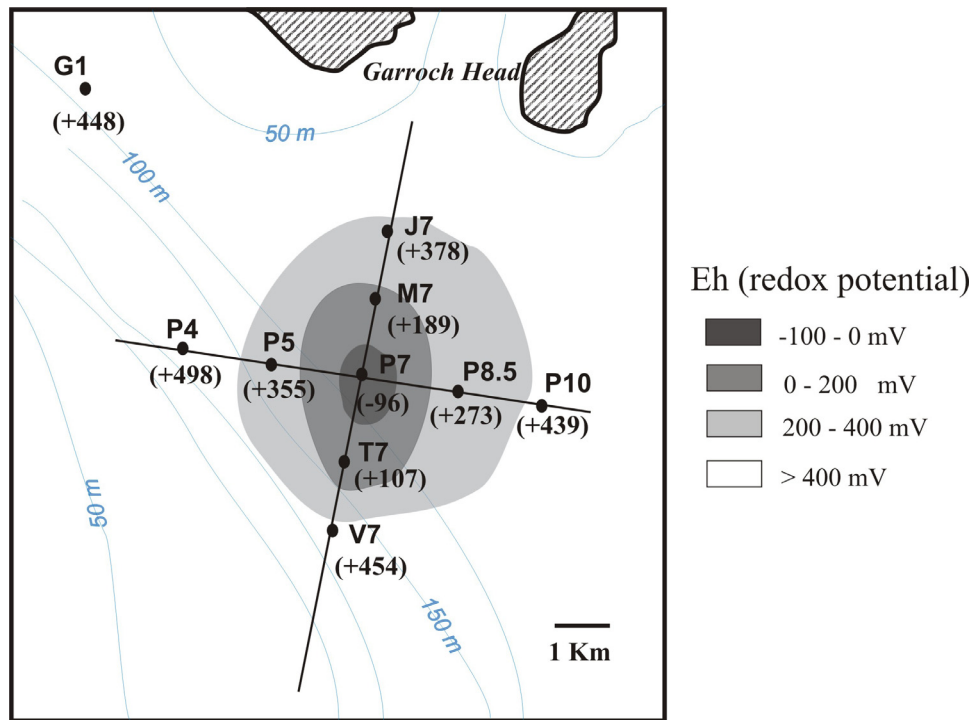 Garroch Head
G1
(+448)
50 m
100 m
J7
(+378)
M7
(+189)
P4
(+498)
P5
(+355)
P7
(-96)
P8.5
(+273)
P10
(+439)
T7
(+107)
V7
(+454)
50 m
150 m
1 Km
Eh (redox potential)
-100 - 0 mV
0 - 200 mV
200 - 400 mV
> 400 mV